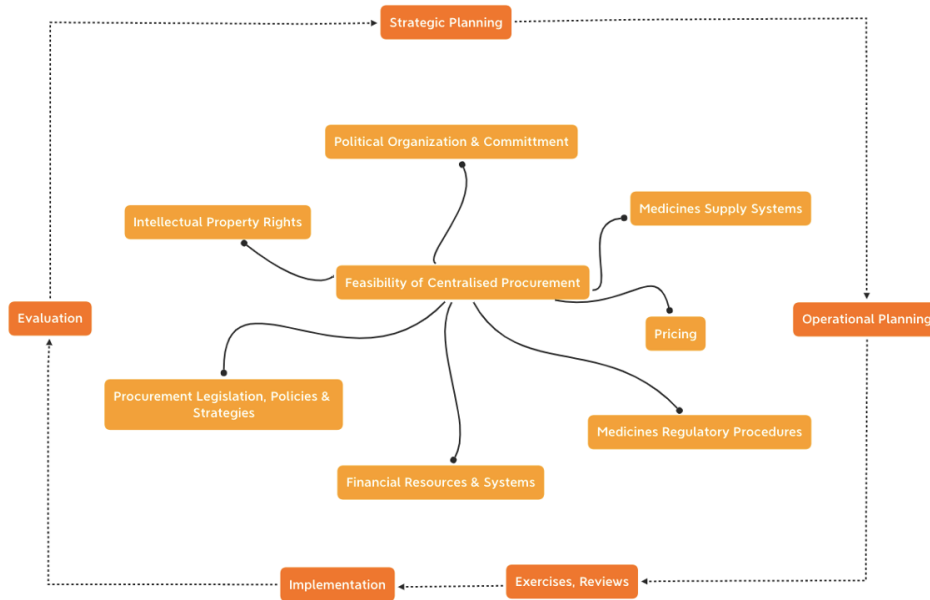 Strategic Planning
Political Organization & Committment
Medicines Supply Systems
Intellectual Property Rights
Feasibility of Centralised Procurement
Evaluation
Operational Planning
Pricing
Procurement Legislation, Policies &
Strategies
Medicines Regulatory Procedures
Financial Resources & Systems
Implementation
Exercises, Reviews